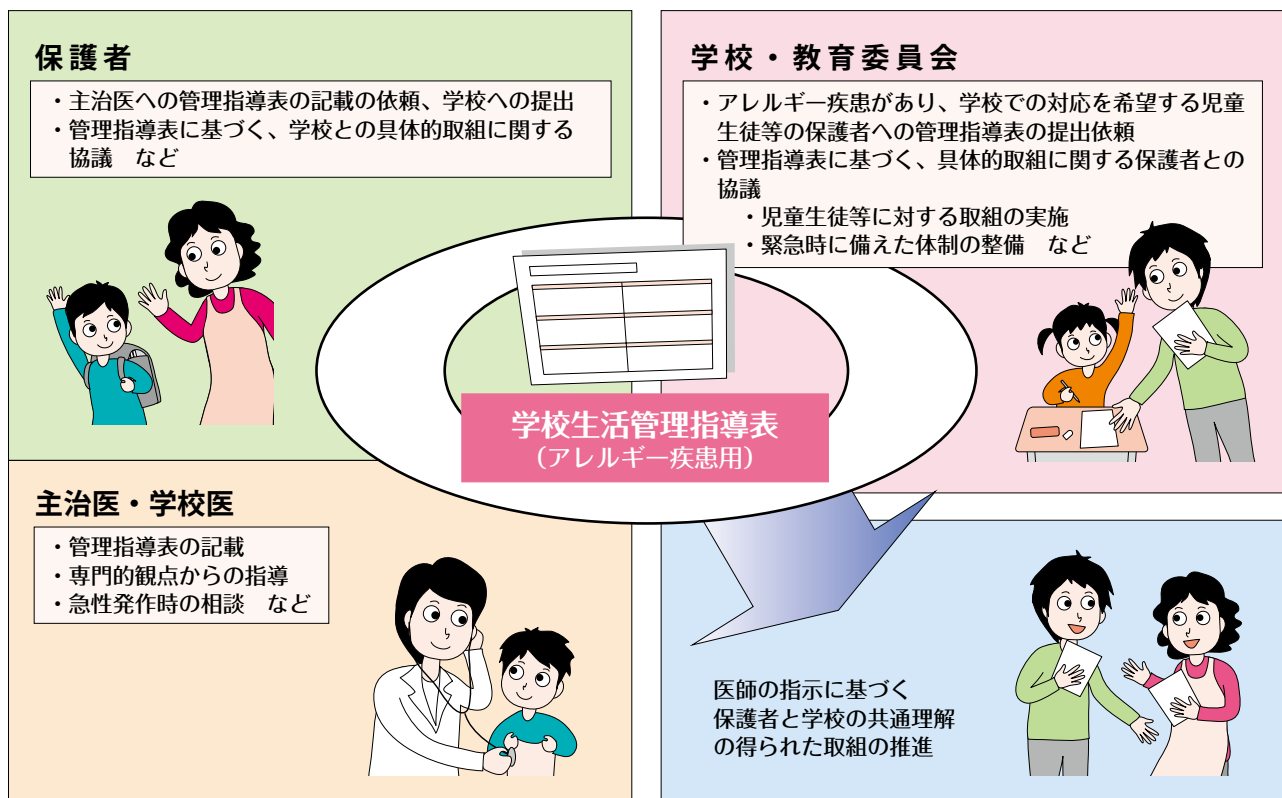 保護者
・主治医への管理指導表の記載の依頼、学校への提出
・管理指導表に基づく、学校との具体的取組に関する
協議　など
学校・教育委員会
・アレルギー疾患があり、学校での対応を希望する児童
生徒等の保護者への管理指導表の提出依頼
・管理指導表に基づく、具体的取組に関する保護者との
協議
・児童生徒等に対する取組の実施
・緊急時に備えた体制の整備　など
学校生活管理指導表
（アレルギー疾患用）
主治医・学校医
・管理指導表の記載
・専門的観点からの指導
・急性発作時の相談　など
医師の指示に基づく
保護者と学校の共通理解
の得られた取組の推進